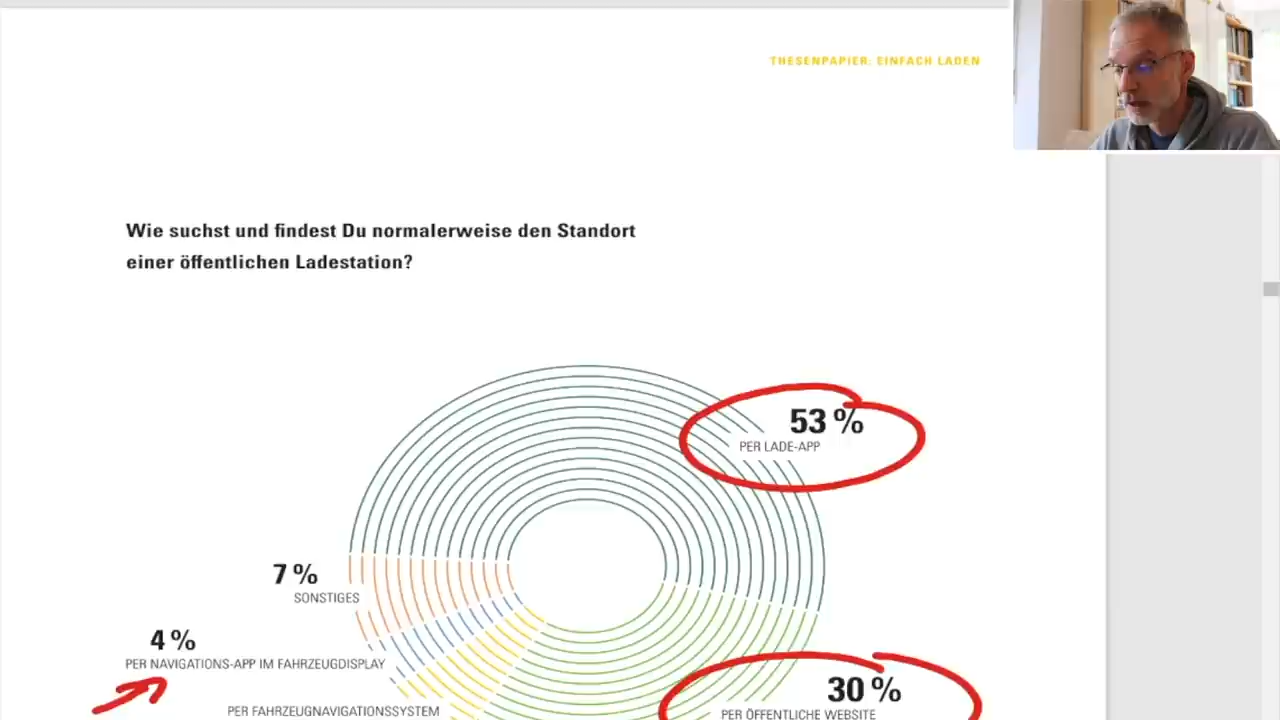 THESENPAPIER: EINFACH LADEN
Wie suchst und findest Du normalerweise den Standort
einer öffentlichen Ladestation?
53 %
PER LADE-APP
7 %
SONSTIGES
4 %
PER NAVIGATIONS-APP IM FAHRZEUGDISPLAY
30 %
PER FAHRZEUGNAVIGATIONSSYSTEM
PER ÖFFENTLICHE WEBSITE